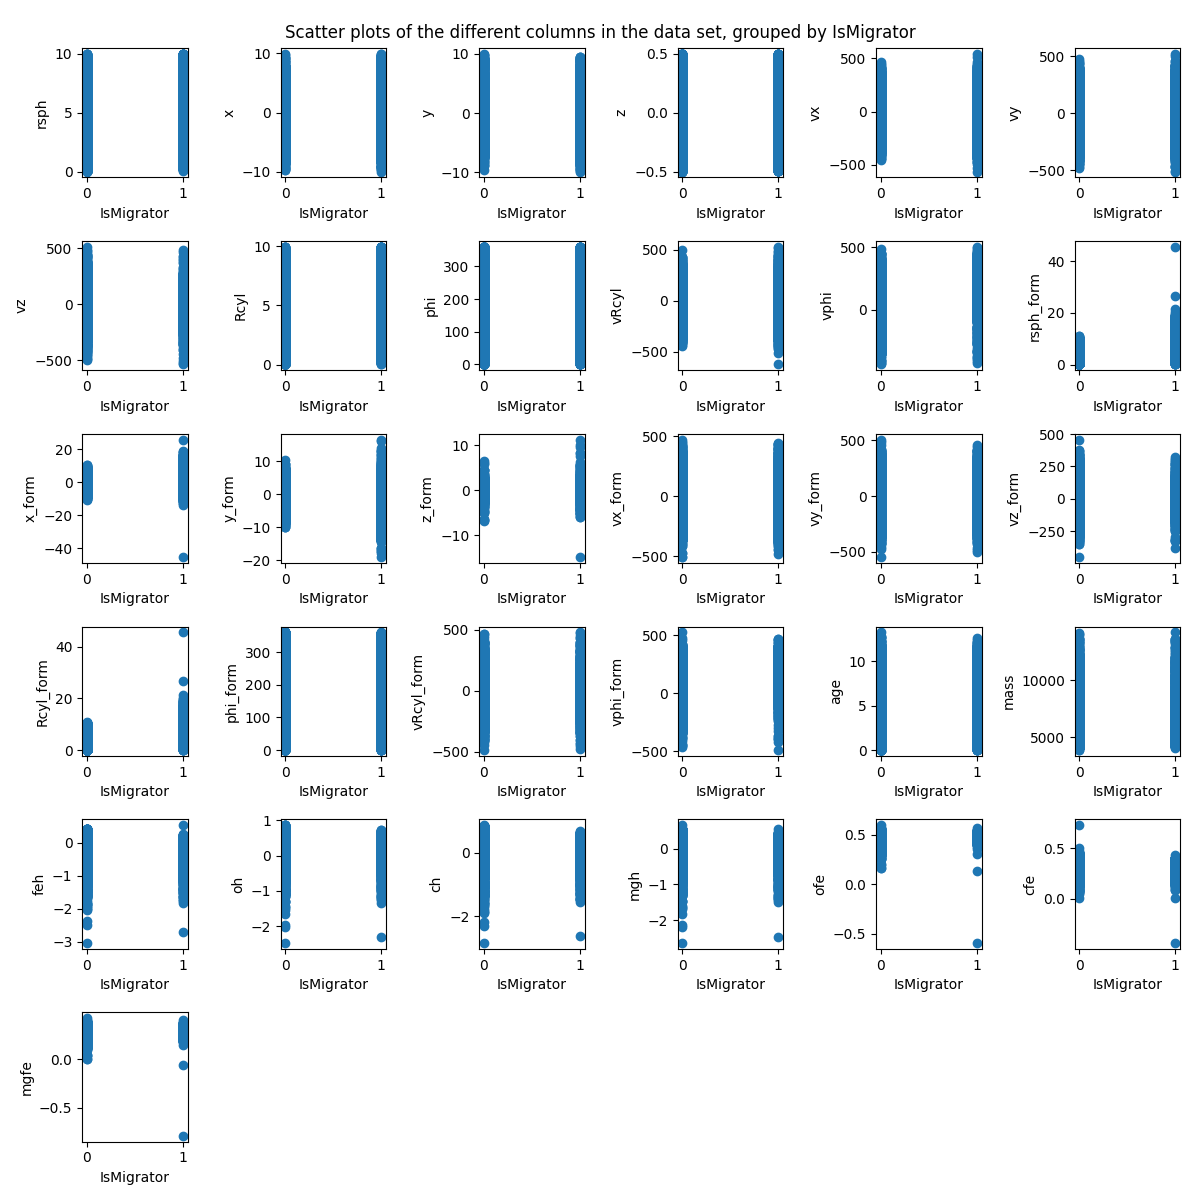 Scatter plots of the different columns in the data set, grouped by IsMigrator
10 5 0 rsph 0 1 IsMigrator
10 0 −10 x 0 1 IsMigrator
10 0 −10 y 0 1 IsMigrator
0.5 0.0 −0.5 z 0 1 IsMigrator
500 0 −500 vx 0 1 IsMigrator
500 0 −500 vy 0 1 IsMigrator
500 0 −500 vz 0 1 IsMigrator
10 5 0 Rcyl 0 1 IsMigrator
300 200 100 0 phi 0 1 IsMigrator
500 0 −500 vRcyl 0 1 IsMigrator
500 0 vphi 0 1 IsMigrator
40 20 0 rsph_form 0 1 IsMigrator
20 0 −20 −40 x_form 0 1 IsMigrator
10 0 −10 −20 y_form 0 1 IsMigrator
10 0 −10 z_form 0 1 IsMigrator
500 0 −500 vx_form 0 1 IsMigrator
500 0 −500 vy_form 0 1 IsMigrator
500 250 0 −250 vz_form 0 1 IsMigrator
40 20 0 Rcyl_form 0 1 IsMigrator
300 200 100 0 phi_form 0 1 IsMigrator
500 0 −500 vRcyl_form 0 1 IsMigrator
500 0 −500 vphi_form 0 1 IsMigrator
10 5 0 age 0 1 IsMigrator
10000 5000 mass 0 1 IsMigrator
0 −1 −2 −3 feh 0 1 IsMigrator
1 0 −1 −2 oh 0 1 IsMigrator
0 −2 ch 0 1 IsMigrator
0 −1 −2 mgh 0 1 IsMigrator
0.5 0.0 −0.5 ofe 0 1 IsMigrator
0.5 0.0 cfe 0 1 IsMigrator
0.0 −0.5 mgfe 0 1 IsMigrator